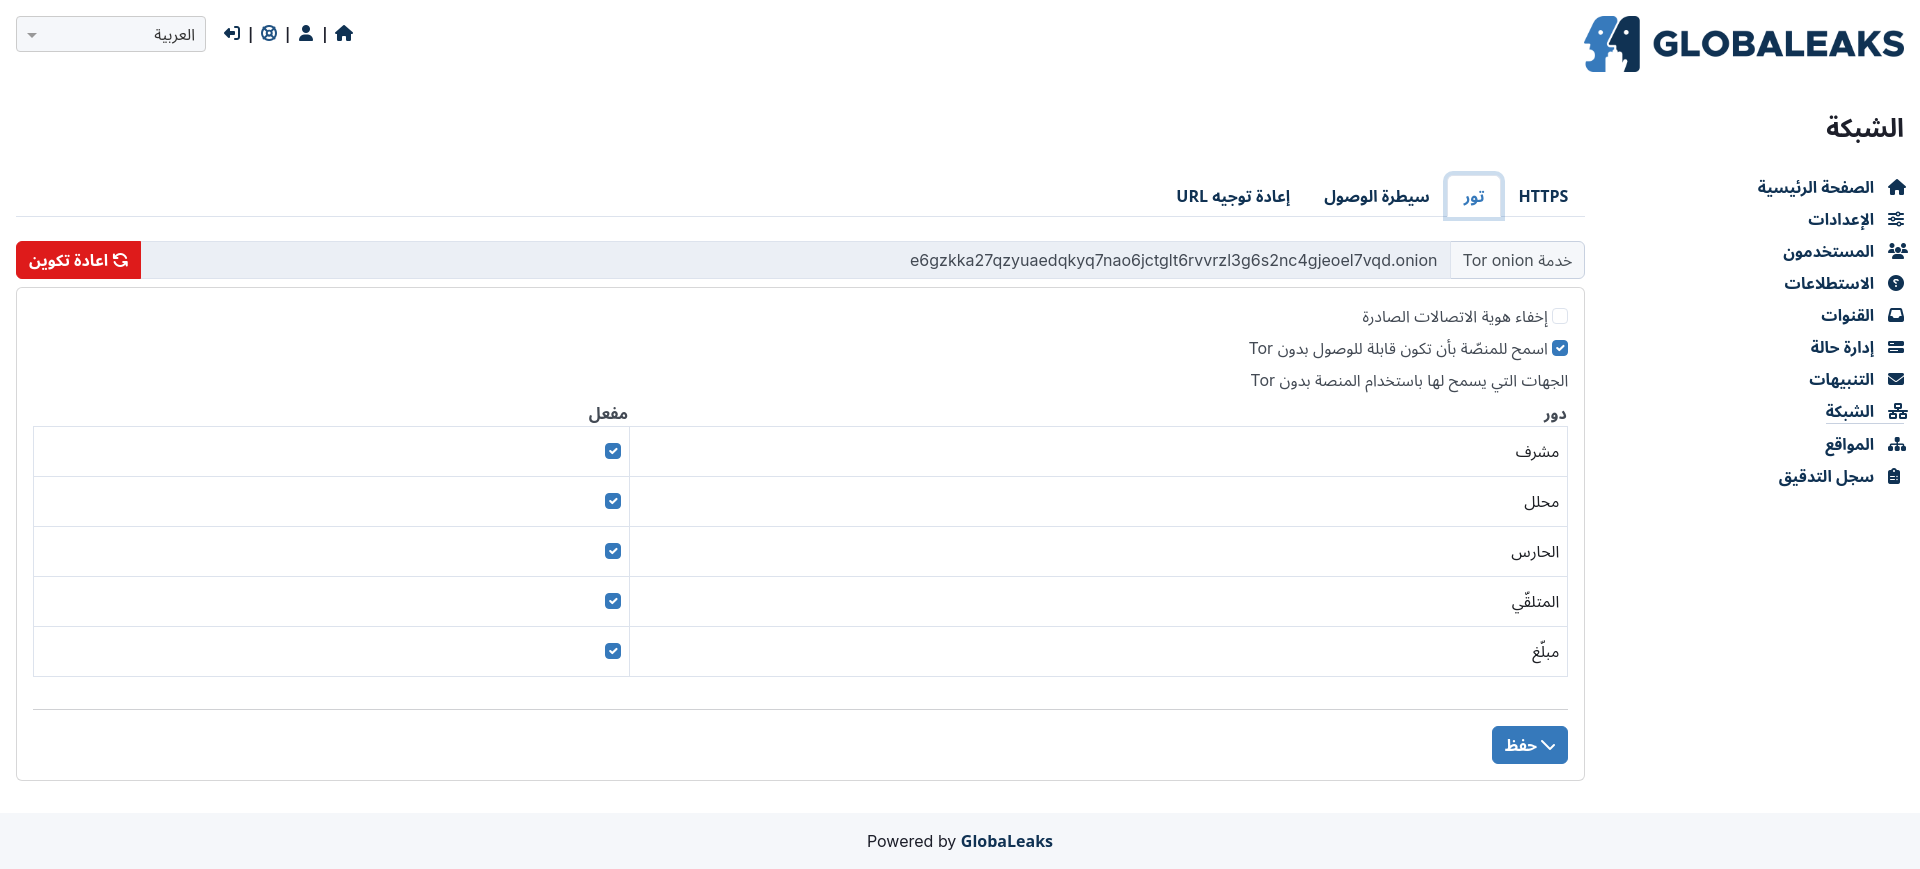 GLOBALEAKS
العربية
الشبكة
الصفحة الرئيسية
الإعدادات
المستخدمون
الاستطلاعات
القنوات
إدارة حالة
التنبيهات
الشبكة
المواقع
سجل التدقيق
HTTPS
تور
سيطرة الوصول
إعادة توجيه URL
خدمة Tor onion
e6gzkka27qzyuaedqkyq7nao6jctglt6rvvrzl3g6s2nc4gjeoel7vqd.onion
اعادة تكوين
إخفاء هوية الاتصالات الصادرة
اسمح للمنصّة بأن تكون قابلة للوصول بدون Tor
الجهات التي يسمح لها باستخدام المنصة بدون Tor
دور
مفعل
مشرف
محلل
الحارس
المتلقّي
مبلّغ
حفظ
Powered by GlobaLeaks